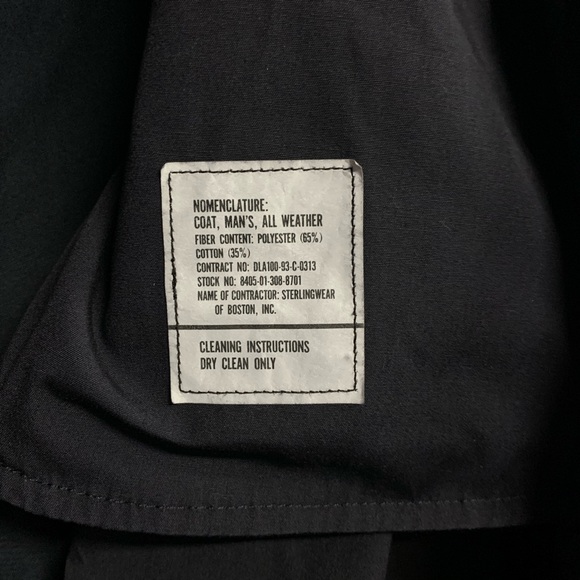 NOMENCLATURE:
COAT, MAN'S, ALL WEATHER
FIBER CONTENT: POLYESTER (65%)
COTTON (35%)
CONTRACT NO: DLA100-93-C-0313
STOCK NO: 8405-01-308-8701
NAME OF CONTRACTOR: STERLINGWEAR
OF BOSTON, INC.
CLEANING INSTRUCTIONS
DRY CLEAN ONLY